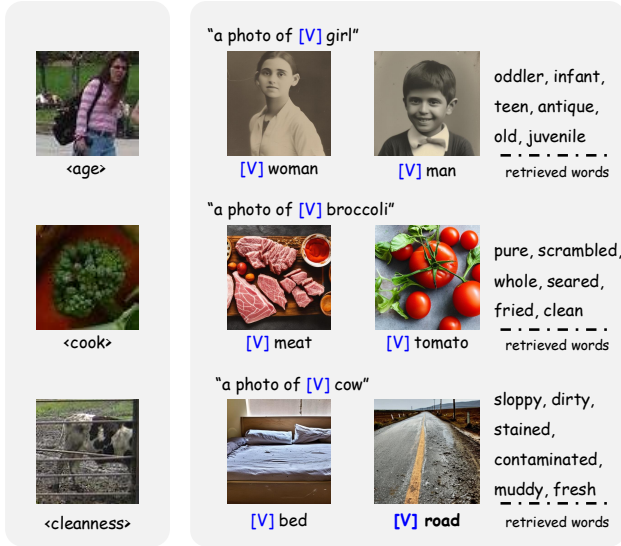 "a photo of [V] girl"
oddler, infant,
teen, antique,
old, juvenile
<age>
[V] woman
[V] man
retrieved words
"a photo of [V] broccoli"
pure, scrambled,
whole, seared,
fried, clean
<cook>
[V] meat
[V] tomato
retrieved words
"a photo of [V] cow"
sloppy, dirty,
stained,
contaminated,
muddy, fresh
<cleanness>
[V] bed
[V] road
retrieved words